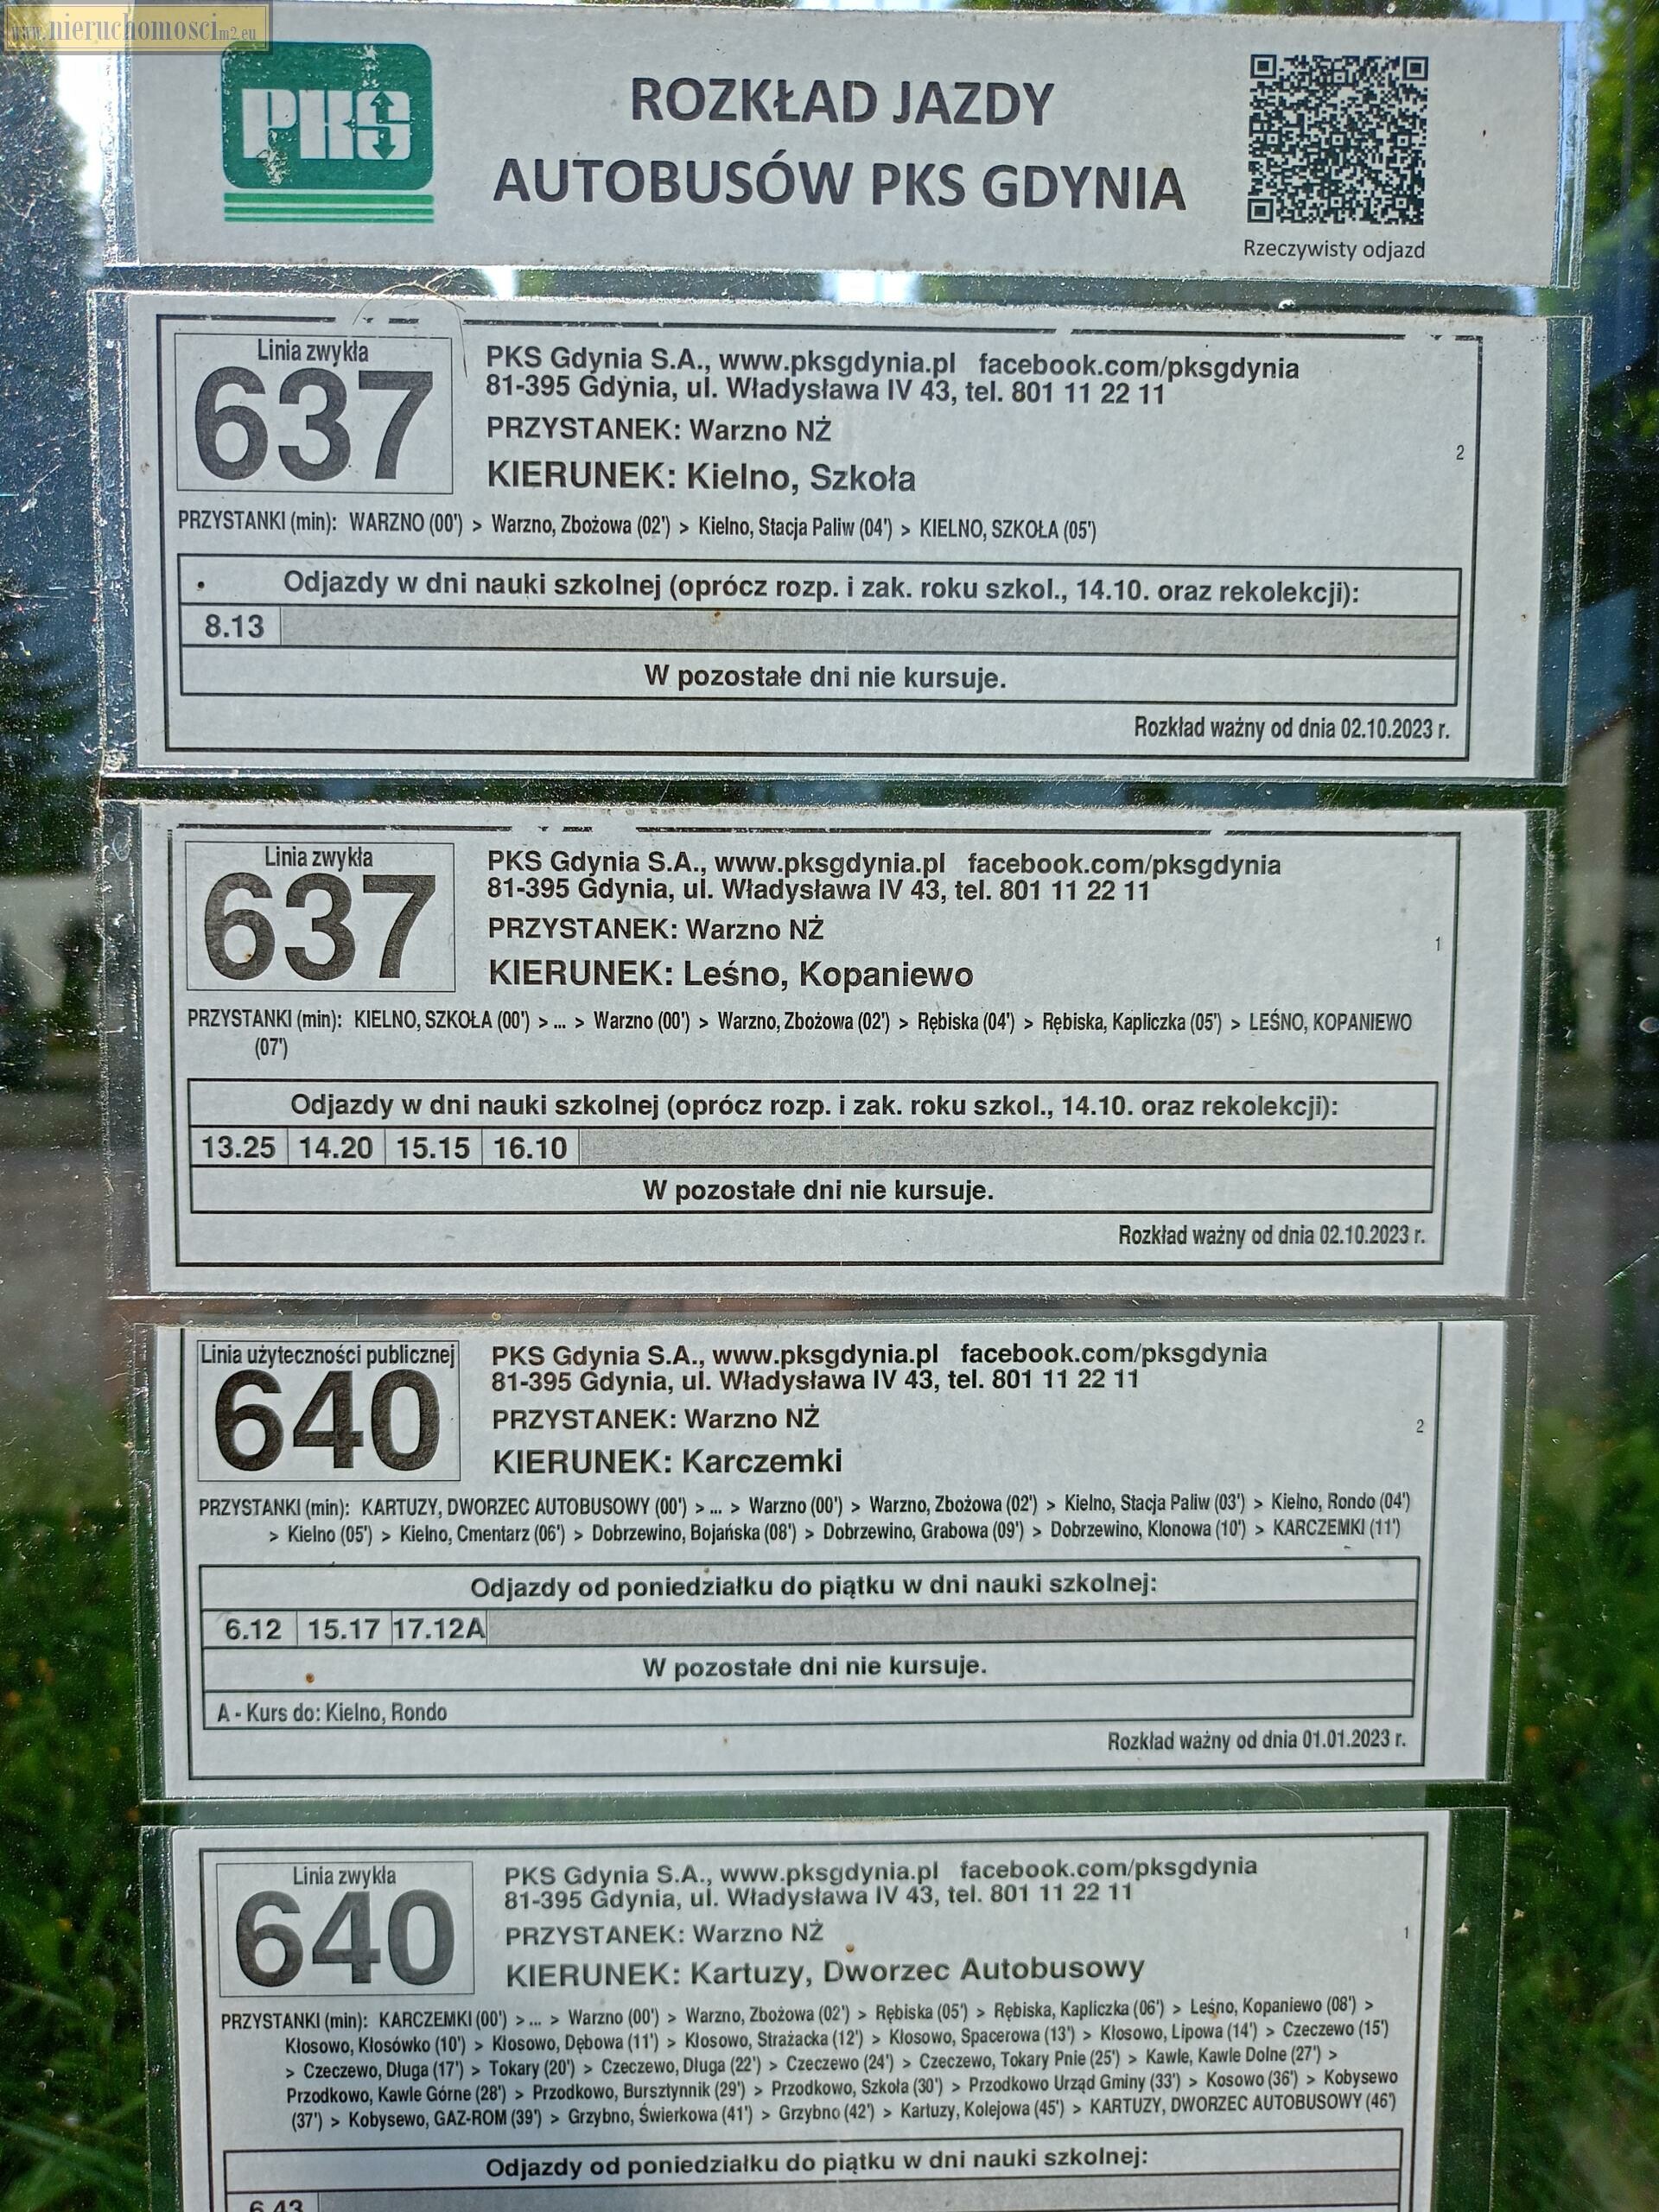 www.nieruchomoscim2.eu
PKS
ROZKŁAD JAZDY
AUTOBUSÓW PKS GDYNIA
Rzeczywisty odjazd
Linia zwykła
637
PKS Gdynia S.A., www.pksgdynia.pl facebook.com/pksgdynia
81-395 Gdynia, ul. Władysława IV 43, tel. 801 11 22 11
PRZYSTANEK: Warzno NŻ
2
KIERUNEK: Kielno, Szkoła
PRZYSTANKI (min): WARZNO (00') > Warzno, Zbożowa (02') > Kielno, Stacja Paliw (04') > KIELNO, SZKOŁA (05')
Odjazdy w dni nauki szkolnej (oprócz rozp. i zak. roku szkol., 14.10. oraz rekolekcji):
8.13
W pozostałe dni nie kursuje.
Rozkład ważny od dnia 02.10.2023 r.
Linia zwykła
637
PKS Gdynia S.A., www.pksgdynia.pl facebook.com/pksgdynia
81-395 Gdynia, ul. Władysława IV 43, tel. 801 11 22 11
PRZYSTANEK: Warzno NŻ
1
KIERUNEK: Leśno, Kopaniewo
PRZYSTANKI (min): KIELNO, SZKOŁA (00') > ... > Warzno (00') > Warzno, Zbożowa (02') > Rębiska (04') > Rębiska, Kapliczka (05') > LEŚNO, KOPANIEWO
(07')
Odjazdy w dni nauki szkolnej (oprócz rozp. i zak. roku szkol., 14.10. oraz rekolekcji):
13.25 14.20 15.15 16.10
W pozostałe dni nie kursuje.
Rozkład ważny od dnia 02.10.2023 r.
Linia użyteczności publicznej
640
PKS Gdynia S.A., www.pksgdynia.pl facebook.com/pksgdynia
81-395 Gdynia, ul. Władysława IV 43, tel. 801 11 22 11
PRZYSTANEK: Warzno NŻ
2
KIERUNEK: Karczemki
PRZYSTANKI (min): KARTUZY, DWORZEC AUTOBUSOWY (00') > ... > Warzno (00') > Warzno, Zbożowa (02') > Kielno, Stacja Paliw (03') > Kielno, Rondo (04')
> Kielno (05') > Kielno, Cmentarz (06') > Dobrzewino, Bojańska (08') > Dobrzewino, Grabowa (09') > Dobrzewino, Klonowa (10') > KARCZEMKI (11')
Odjazdy od poniedziałku do piątku w dni nauki szkolnej:
6.12 15.17 17.12A
W pozostałe dni nie kursuje.
A - Kurs do: Kielno, Rondo
Rozkład ważny od dnia 01.01.2023 r.
Linia zwykła
640
PKS Gdynia S.A., www.pksgdynia.pl facebook.com/pksgdynia
81-395 Gdynia, ul. Władysława IV 43, tel. 801 11 22 11
PRZYSTANEK: Warzno NŻ
1
KIERUNEK: Kartuzy, Dworzec Autobusowy
PRZYSTANKI (min): KARCZEMKI (00') > ... > Warzno (00') > Warzno, Zbożowa (02') > Rębiska (05') > Rębiska, Kapliczka (06') > Leśno, Kopaniewo (08') >
Kłosowo, Kłosówko (10') > Kłosowo, Dębowa (11') > Kłosowo, Strażacka (12') > Kłosowo, Spacerowa (13') > Kłosowo, Lipowa (14') > Czeczewo (15')
> Czeczewo, Długa (17') > Tokary (20') > Czeczewo, Długa (22') > Czeczewo (24') > Czeczewo, Tokary Pnie (25') > Kawle, Kawle Dolne (27') >
Przodkowo, Kawle Górne (28') > Przodkowo, Bursztynnik (29') > Przodkowo, Szkoła (30') > Przodkowo Urząd Gminy (33') > Kosowo (36') > Kobysewo
(37') > Kobysewo, GAZ-ROM (39') > Grzybno, Świerkowa (41') > Grzybno (42') > Kartuzy, Kolejowa (45') > KARTUZY, DWORZEC AUTOBUSOWY (46')
Odjazdy od poniedziałku do piątku w dni nauki szkolnej:
6.43